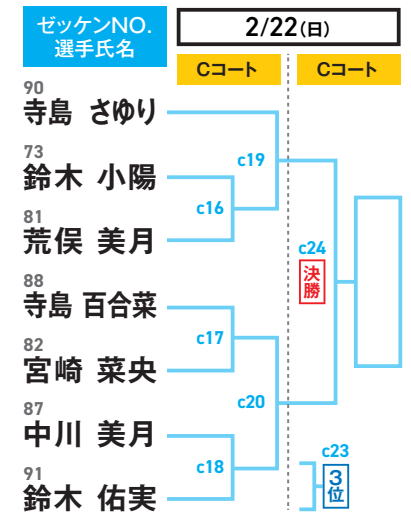 ゼッケンNO.
選手氏名
2/22(日)
Cコート
Cコート
90
寺島 さゆり
c19
73
鈴木 小陽
c16
81
荒俣 美月
c24
決勝
88
寺島 百合菜
c17
82
宮崎 菜央
c20
87
中川 美月
c18
91
鈴木 佑実
c23
3位